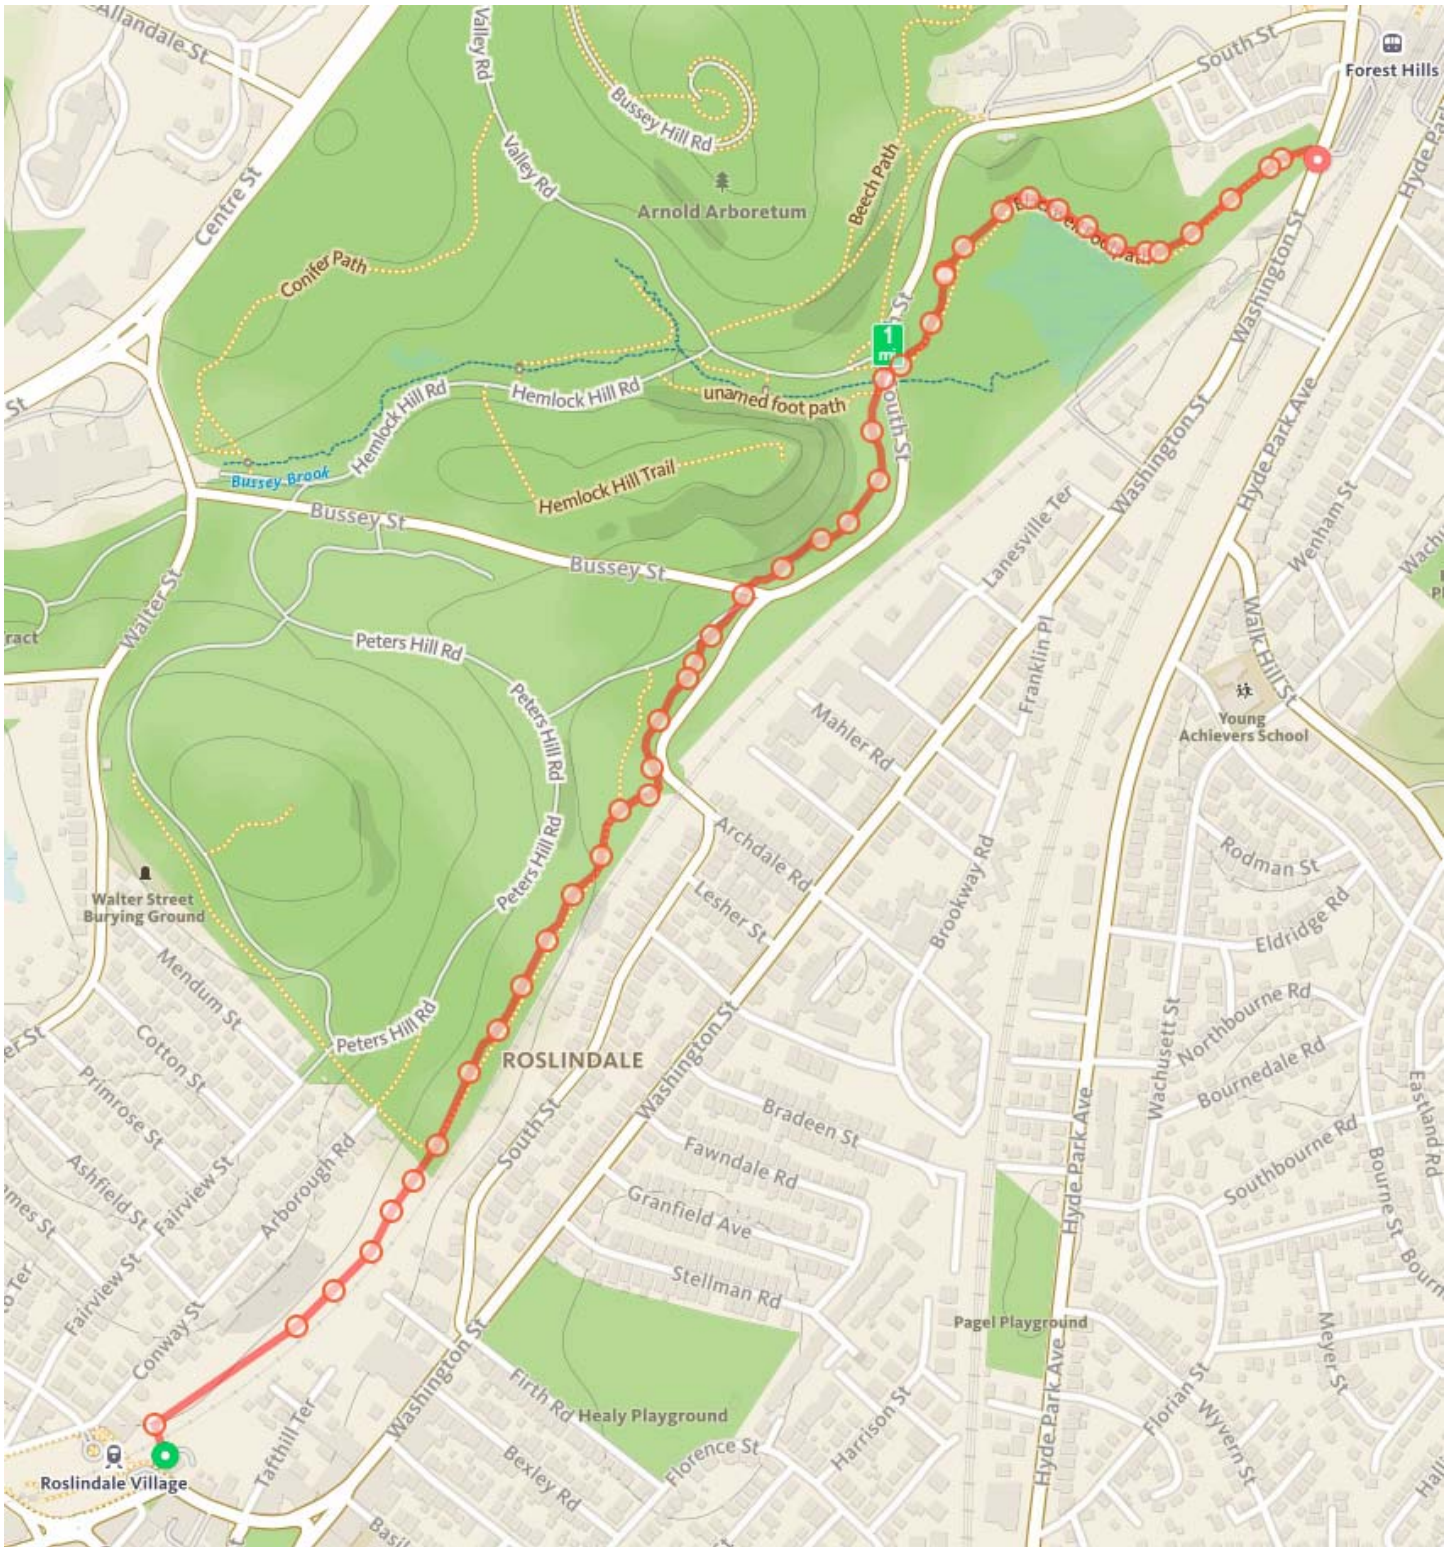 Allandale St
Valley Rd
South St
Forest Hills
Bussey Hill Rd
Valley Rd
Beech Path
Arnold Arboretum
Centre St
Conifer Path
Washington St
Hyde Park Ave
1
mi
Hemlock Hill Rd
Hemlock Hill Rd
unamed foot path
South St
St
Bussey Brook
Hemlock Hill Trail
Washington St
Lanesville Ter
Wenham St
Bussey St
Bussey St
Walter St
Walk Hill St
Peters Hill Rd
Franklin Pl
Peters Hill Rd
Young
Achievers School
Mahler Rd
Archdale Rd
Rodman St
Peters Hill Rd
Walter Street
Burying Ground
Lesher St
Brookway Rd
Eldridge Rd
Mendum St
Northbourne Rd
Peters Hill Rd
Cotton St
ROSLINDALE
Washington St
Wachusett St
Bournedale Rd
Primrose St
South St
Bradeen St
Hyde Park Ave
Eastland Rd
Fawndale Rd
Southbourne Rd
Ashfield St
Fairview St
Arborough Rd
Granfield Ave
Bourne St
Stellman Rd
Fairview St
Conway St
Pagel Playground
Meyer St
Washington St
Firth Rd
Healy Playground
Harrison St
Hyde Park Ave
Florian St
Wyvern St
Tafthill Ter
Bexley Rd
Florence St
Roslindale Village